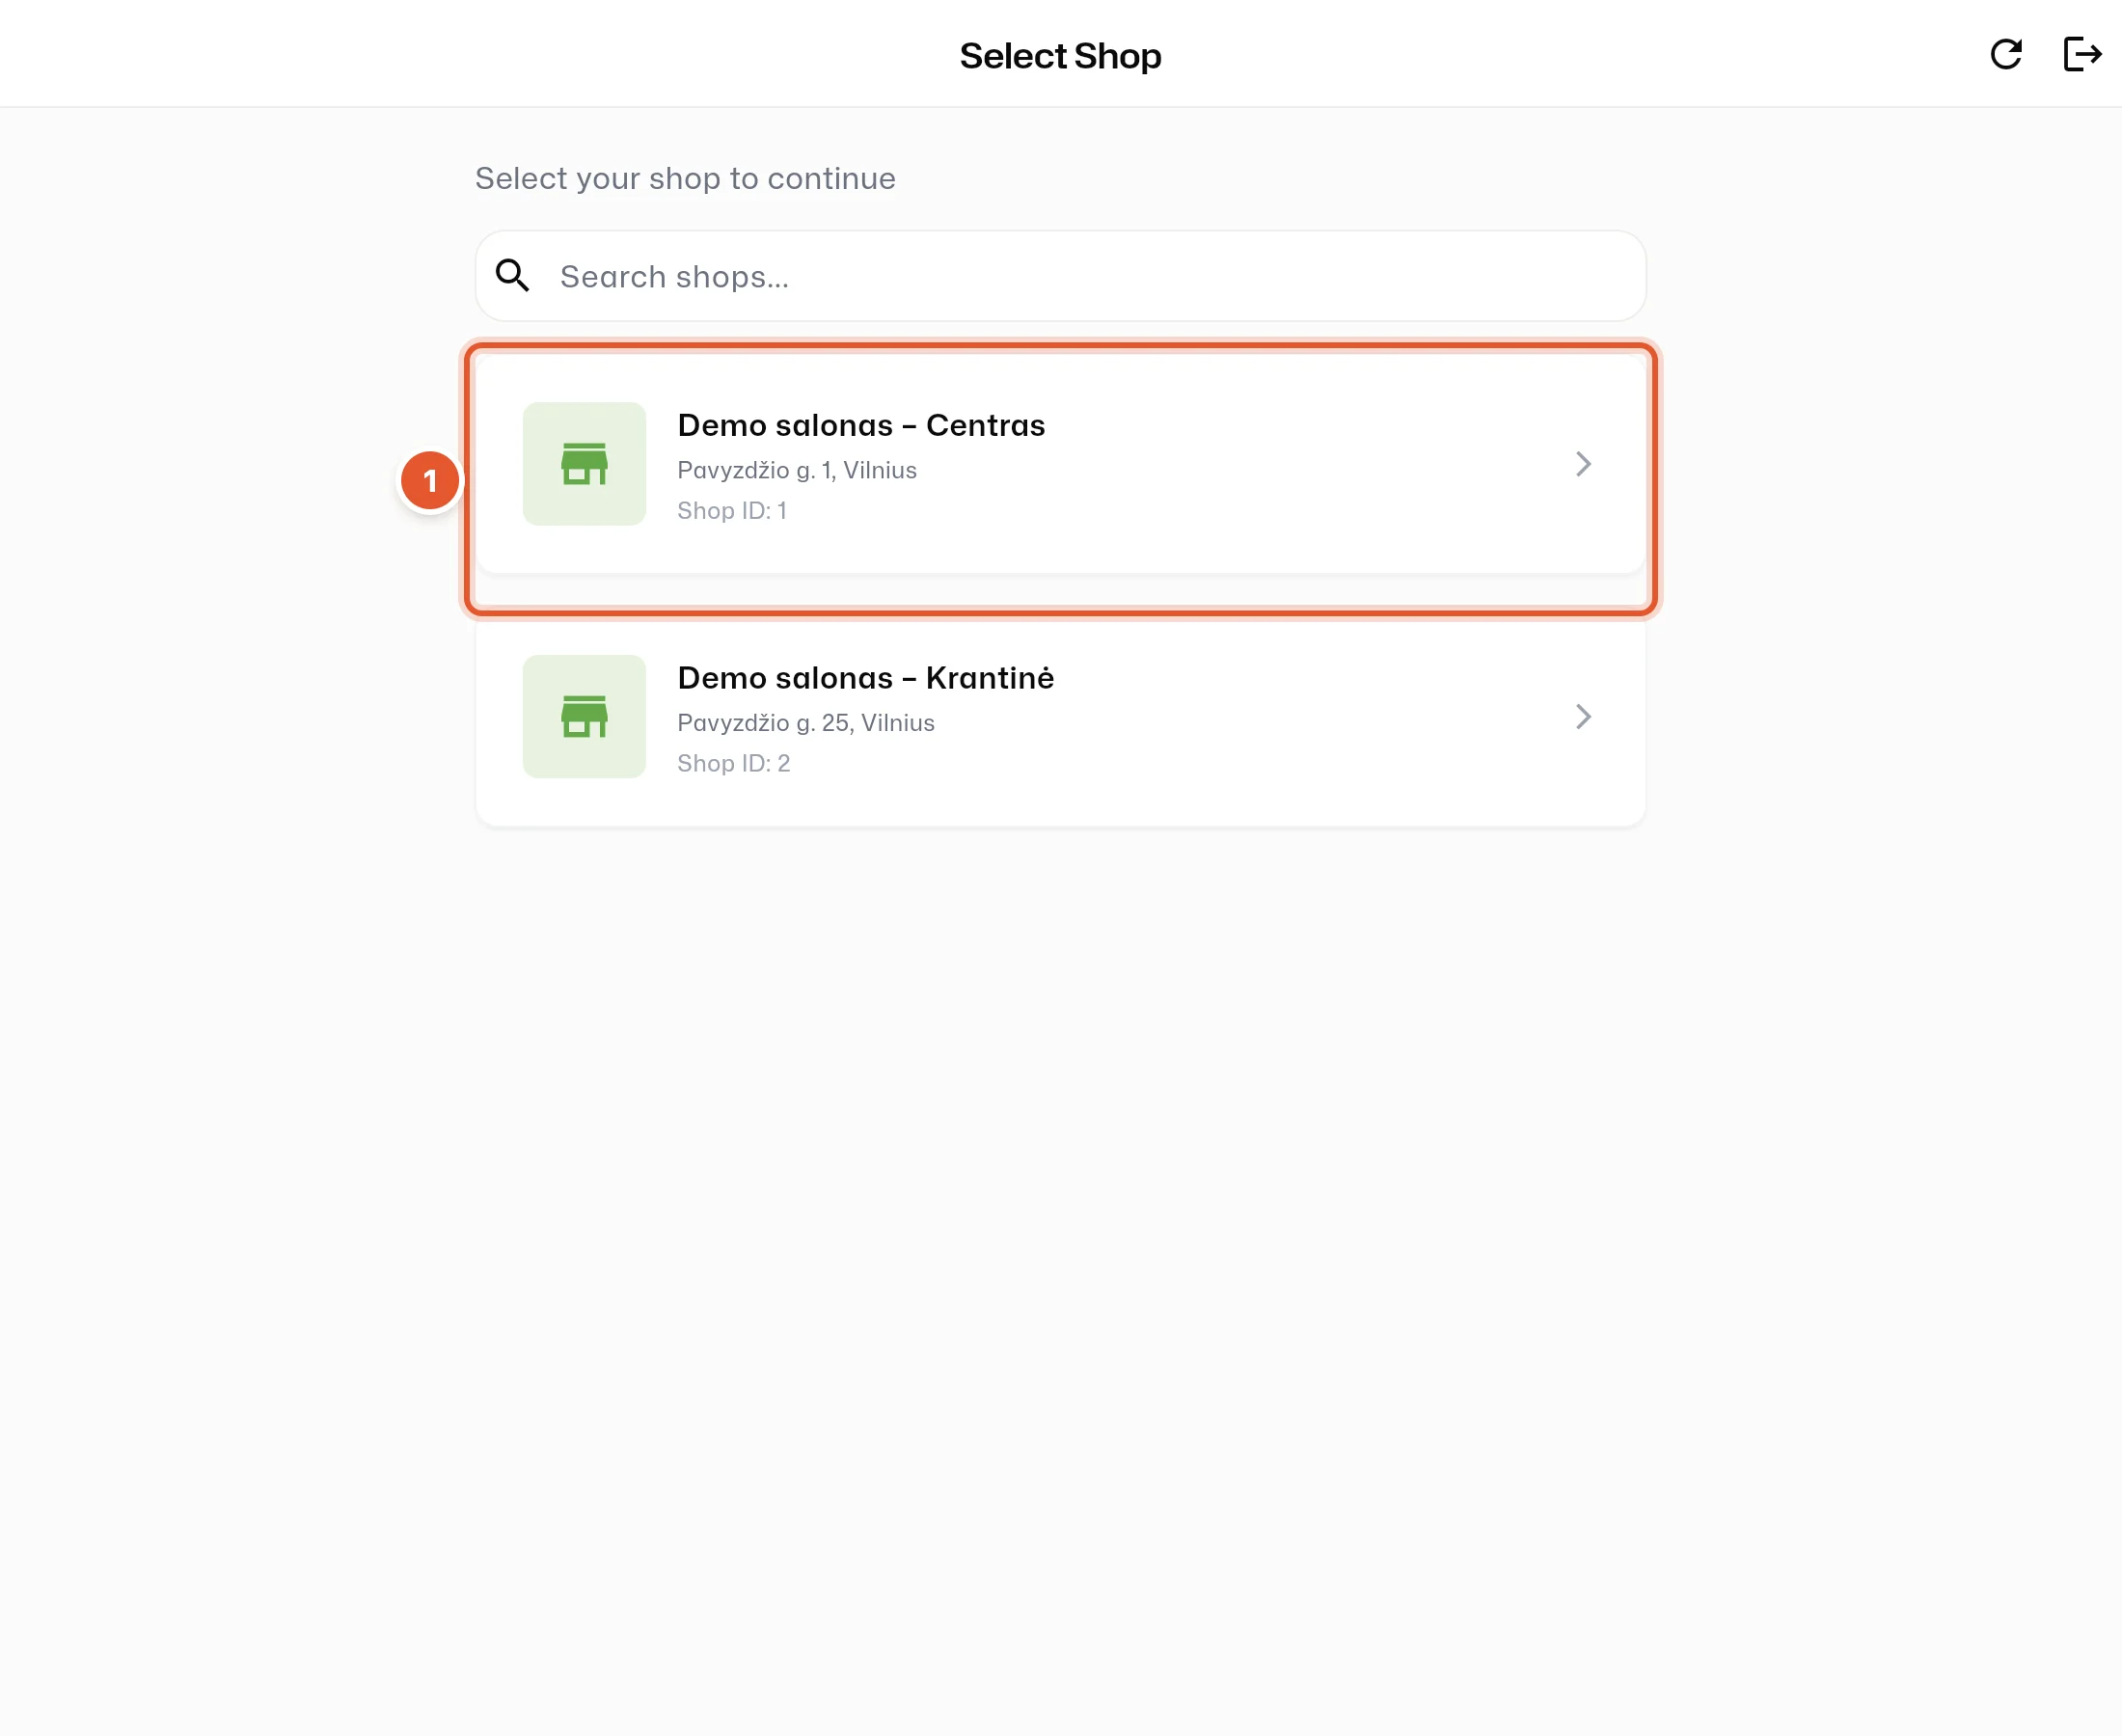 Select Shop
Select your shop to continue
Search shops...
Demo salonas – Centras
Pavyzdžio g. 1, Vilnius
Shop ID: 1
1
Demo salonas – Krantinė
Pavyzdžio g. 25, Vilnius
Shop ID: 2